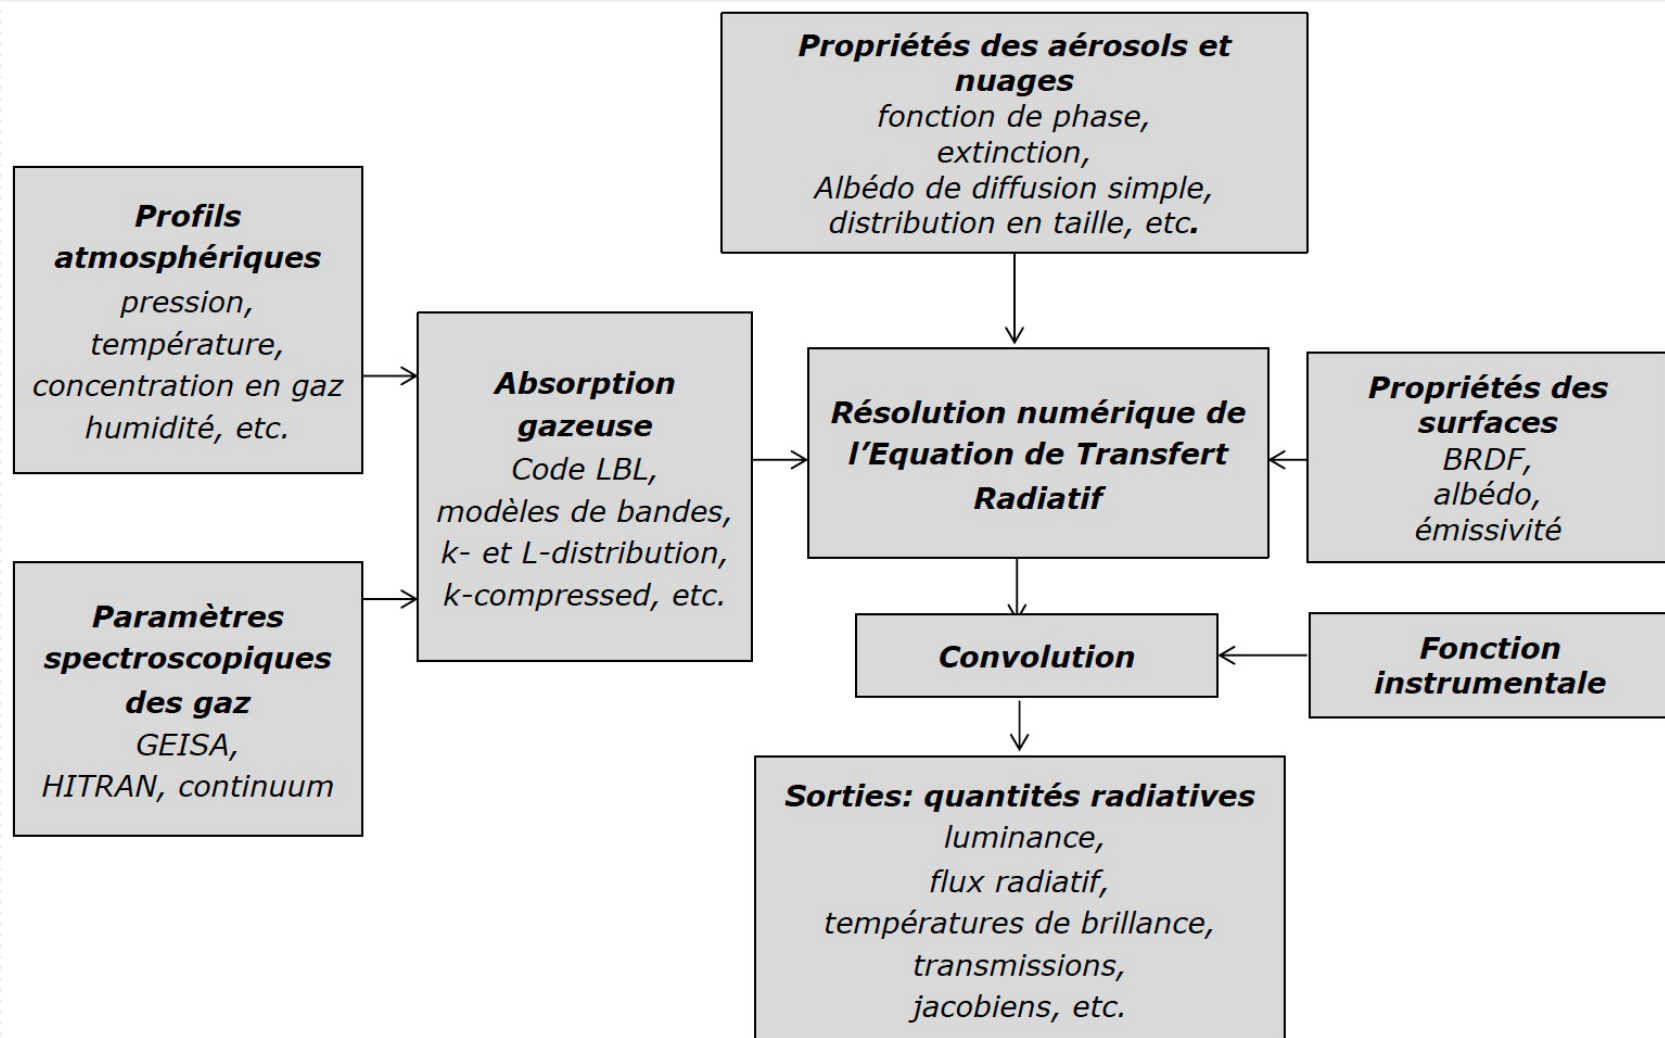 Propriétés des aérosols et
nuages
fonction de phase,
extinction,
Albédo de diffusion simple,
distribution en taille, etc.
Profils
atmosphériques
pression,
température,
concentration en gaz
humidité, etc.
Paramètres
spectroscopiques
des gaz
GEISA,
HITRAN, continuum
Absorption
gazeuse
Code LBL,
modèles de bandes,
k- et L-distribution,
k-compressed, etc.
Résolution numérique de
l’Equation de Transfert
Radiatif
Propriétés des
surfaces
BRDF,
albédo,
émissivité
Convolution
Fonction
instrumentale
Sorties: quantités radiatives
luminance,
flux radiatif,
températures de brillance,
transmissions,
jacobiens, etc.